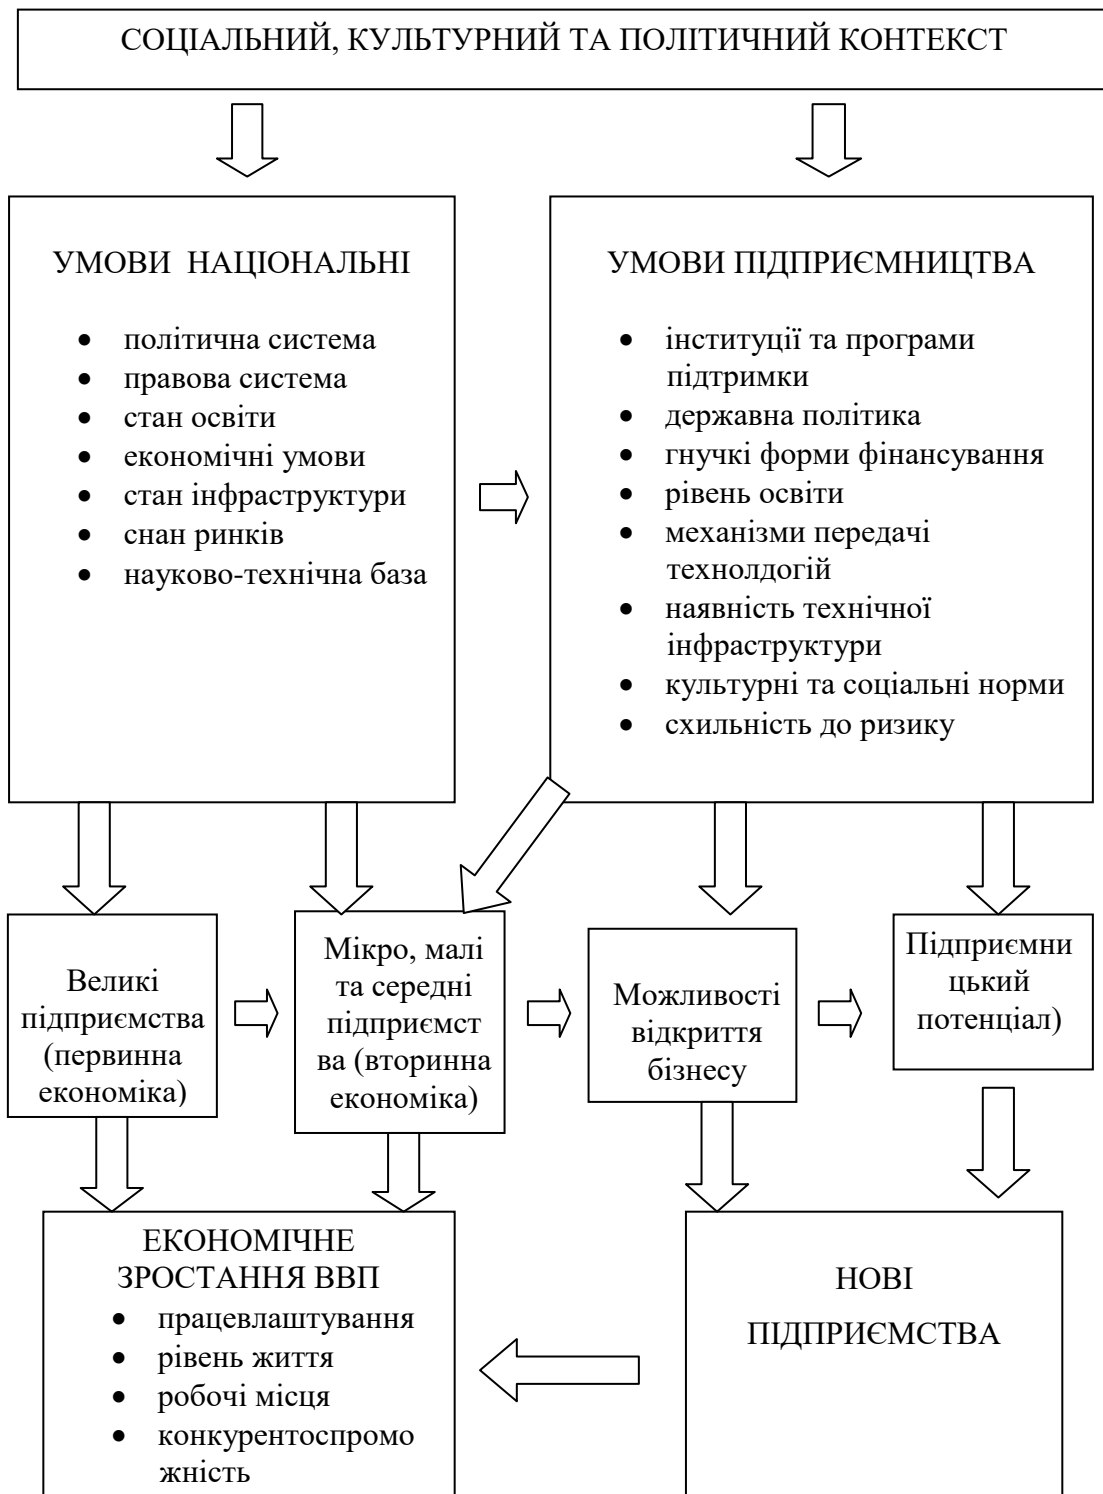 СОЦІАЛЬНИЙ, КУЛЬТУРНИЙ ТА ПОЛІТИЧНИЙ КОНТЕКСТ
УМОВИ НАЦІОНАЛЬНІ
• політична система
• правова система
• стан освіти
• економічні умови
• стан інфраструктури
• снан ринків
• науково-технічна база
УМОВИ ПІДПРИЄМНИЦТВА
• інституції та програми
підтримки
• державна політика
• гнучкі форми фінансування
• рівень освіти
• механізми передачі
технолдогій
• наявність технічної
інфраструктури
• культурні та соціальні норми
• схильність до ризику
Великі
підприємства
(первинна
економіка)
Мікро, малі
та середні
підприємст
ва (вторинна
економіка)
Можливості
відкриття
бізнесу
Підприємни
цький
потенціал)
ЕКОНОМІЧНЕ
ЗРОСТАННЯ ВВП
• працевлаштування
• рівень життя
• робочі місця
• конкурентоспромо
жність
НОВІ
ПІДПРИЄМСТВА